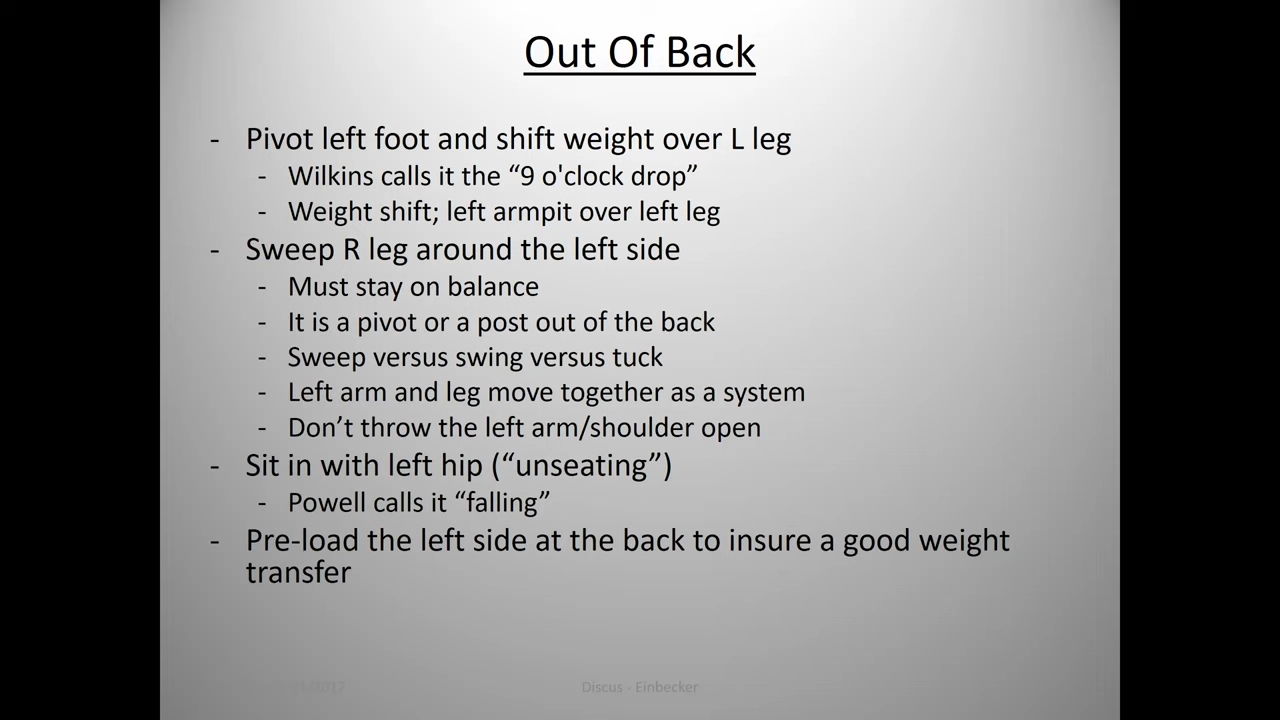 Out Of Back
- Pivot left foot and shift weight over L leg
- Wilkins calls it the “9 o'clock drop”
- Weight shift; left armpit over left leg
- Sweep R leg around the left side
- Must stay on balance
- It is a pivot or a post out of the back
- Sweep versus swing versus tuck
- Left arm and leg move together as a system
- Don’t throw the left arm/shoulder open
- Sit in with left hip (“unseating”)
- Powell calls it “falling”
- Pre-load the left side at the back to insure a good weight
transfer
Discus - Einbecker